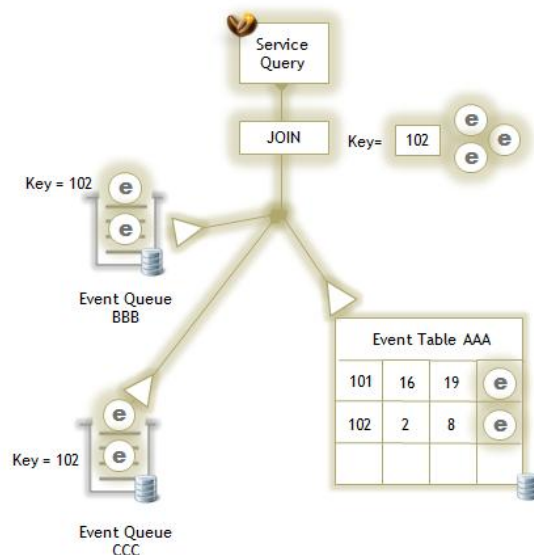 Service
Query
JOIN
Key=
102
e
e
e
Key = 102
e
e
Event Queue
BBB
Event Table AAA
101 16 19 e
102 2 8 e
e
Key = 102
e
Event Queue
CCC